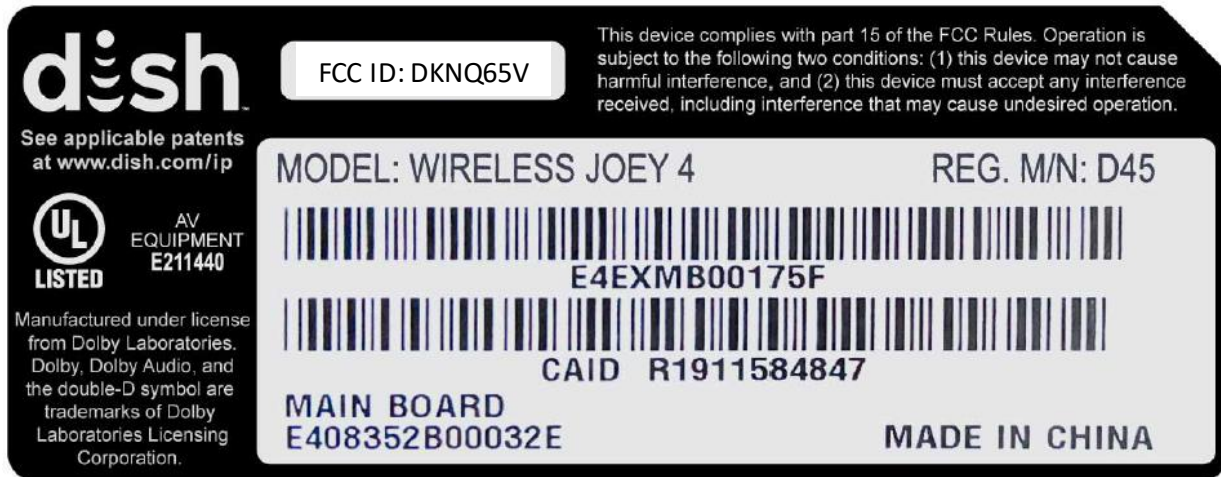 dish
TM
See applicable patents
at www.dish.com/ip
UL
LISTED
AV
EQUIPMENT
E211440
Manufactured under license
from Dolby Laboratories.
Dolby, Dolby Audio, and
the double-D symbol are
trademarks of Dolby
Laboratories Licensing
Corporation.
FCC ID: DKNQ65V
This device complies with part 15 of the FCC Rules. Operation is
subject to the following two conditions: (1) this device may not cause
harmful interference, and (2) this device must accept any interference
received, including interference that may cause undesired operation.
MODEL: WIRELESS JOEY 4
REG. M/N: D45
E4EXMB00175F
CAID R1911584847
MAIN BOARD
E408352B00032E
MADE IN CHINA